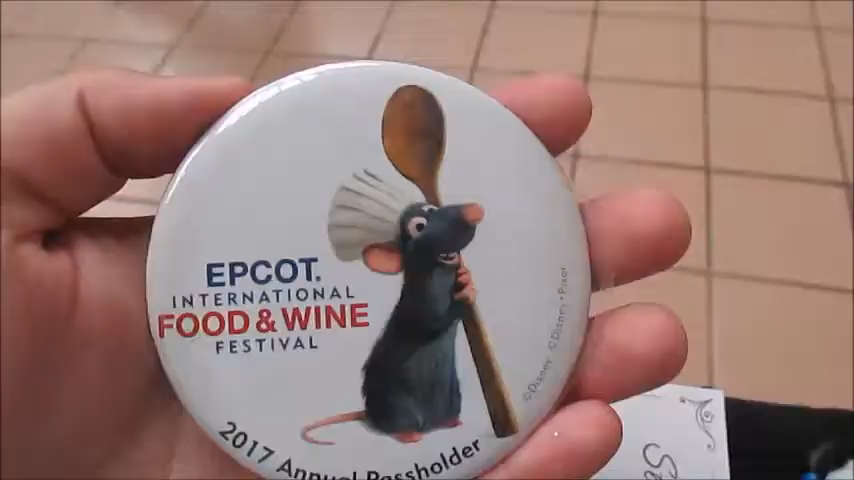 EPCOT.
INTERNATIONAL
FOOD & WINE
FESTIVAL
2017 Annual Passholder
©Disney ©Disney • Pixar